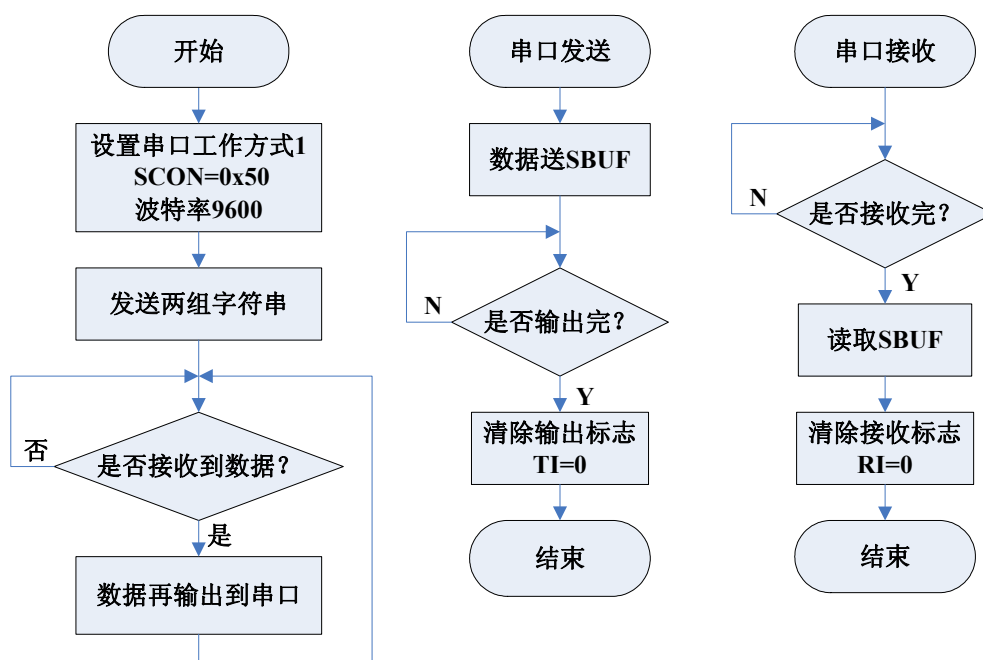 开始
设置串口工作方式1
SCON=0x50
波特率9600
发送两组字符串
否
是否接收到数据？
是
数据再输出到串口
串口发送
数据送SBUF
N
是否输出完？
Y
清除输出标志
TI=0
结束
串口接收
N
是否接收完？
Y
读取SBUF
清除接收标志
RI=0
结束